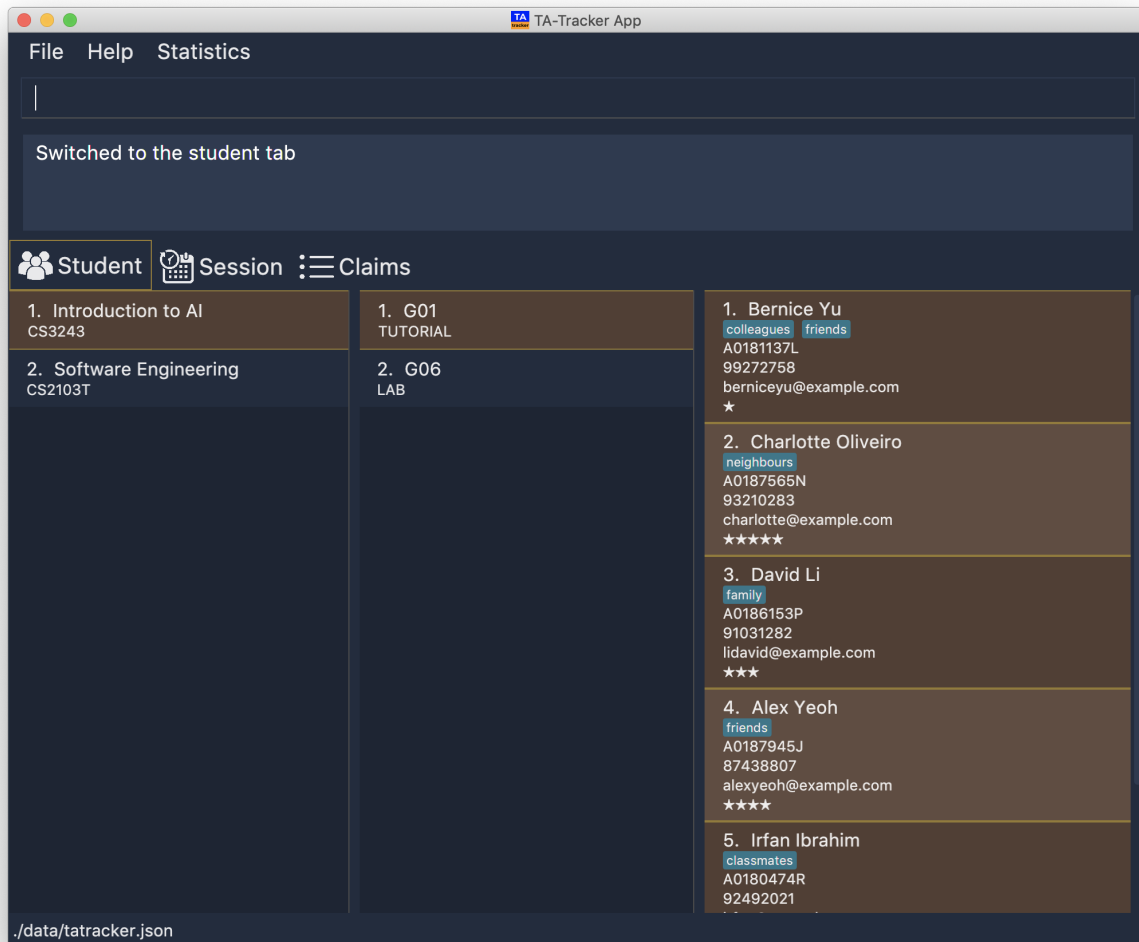 TA tracker TA-Tracker App
File Help Statistics
Switched to the student tab
Student Session Claims
1. Introduction to AI
CS3243
2. Software Engineering
CS2103T
1. G01
TUTORIAL
2. G06
LAB
1. Bernice Yu
colleagues friends
A0181137L
99272758
berniceyu@example.com
★
2. Charlotte Oliveiro
neighbours
A0187565N
93210283
charlotte@example.com
★★★★★
3. David Li
family
A0186153P
91031282
lidavid@example.com
★★★
4. Alex Yeoh
friends
A0187945J
87438807
alexyeoh@example.com
★★★★
5. Irfan Ibrahim
classmates
A0180474R
92492021
./data/tatracker.json